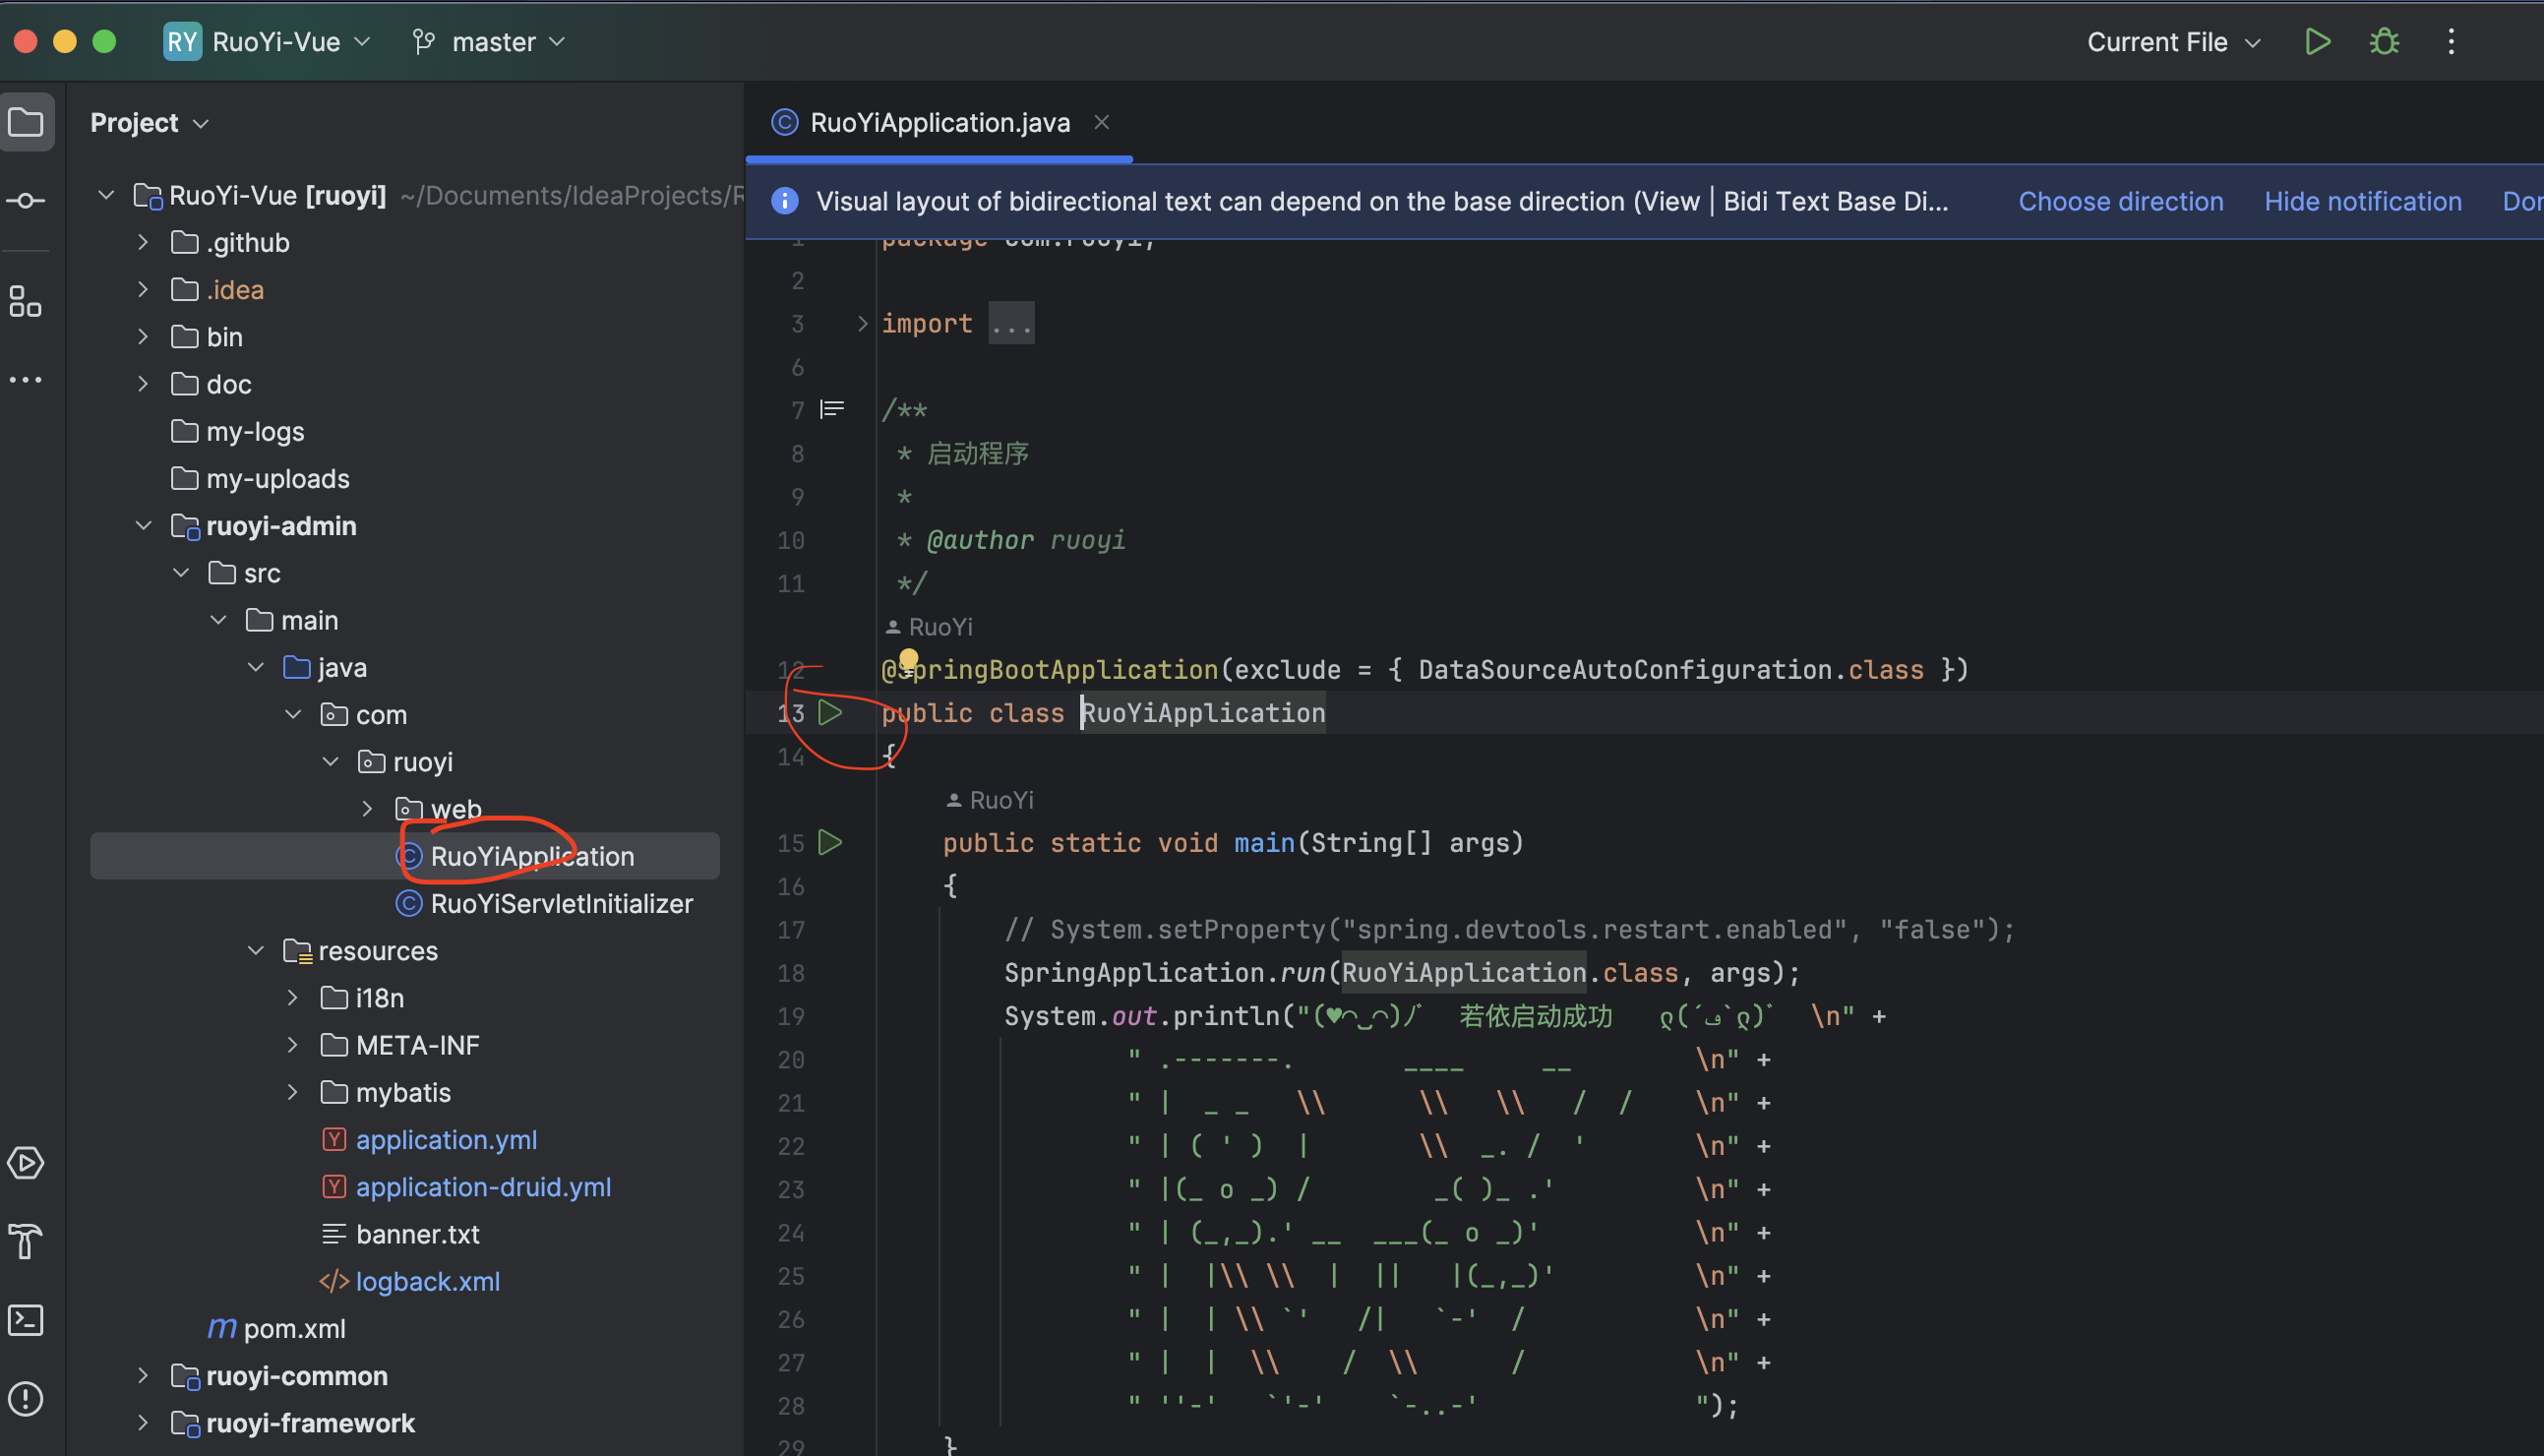 RY RuoYi-Vue master Current File
Project
RuoYi-Vue [ruoyi] ~/Documents/IdeaProjects/R
.github
.idea
bin
doc
my-logs
my-uploads
ruoyi-admin
src
main
java
com
ruoyi
web
RuoYiApplication
RuoYiServletInitializer
resources
i18n
META-INF
mybatis
application.yml
application-druid.yml
banner.txt
logback.xml
pom.xml
ruoyi-common
ruoyi-framework
RuoYiApplication.java
Visual layout of bidirectional text can depend on the base direction (View | Bidi Text Base Di... Choose direction Hide notification Don
1 package com.ruoyi;
2
3 import ...
6
7 /**
8 * 启动程序
9 *
10 * @author ruoyi
11 */
RuoYi
12 @SpringBootApplication(exclude = { DataSourceAutoConfiguration.class })
13 public class RuoYiApplication
14 {
RuoYi
15 public static void main(String[] args)
16 {
17 // System.setProperty("spring.devtools.restart.enabled", "false");
18 SpringApplication.run(RuoYiApplication.class, args);
19 System.out.println("(♥◠‿◠)ノ゙  若依启动成功   ლ(´ڡ`ლ)゙  \n" +
20 " .-------.       ____     __        \n" +
21 " |  _ _   \\      \\   \\   /  /    \n" +
22 " | ( ' )  |       \\  _. /  '       \n" +
23 " |(_ o _) /        _( )_ .'         \n" +
24 " | (_,_).' __  ___(_ o _)'          \n" +
25 " |  |\\ \\  |  ||   |(_,_)'         \n" +
26 " |  | \\ `'   /|   `-'  /           \n" +
27 " |  |  \\    /  \\      /           \n" +
28 " ''-'   `'-'    `-..-'              ");
29 }